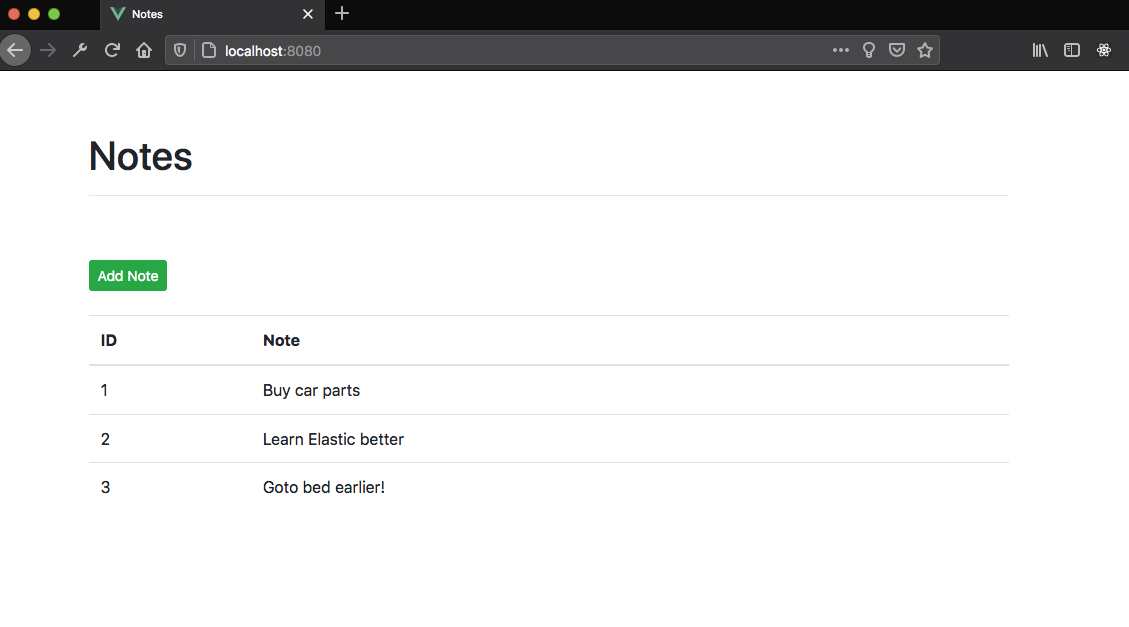 Notes
localhost:8080
Notes
Add Note
ID Note
1 Buy car parts
2 Learn Elastic better
3 Goto bed earlier!